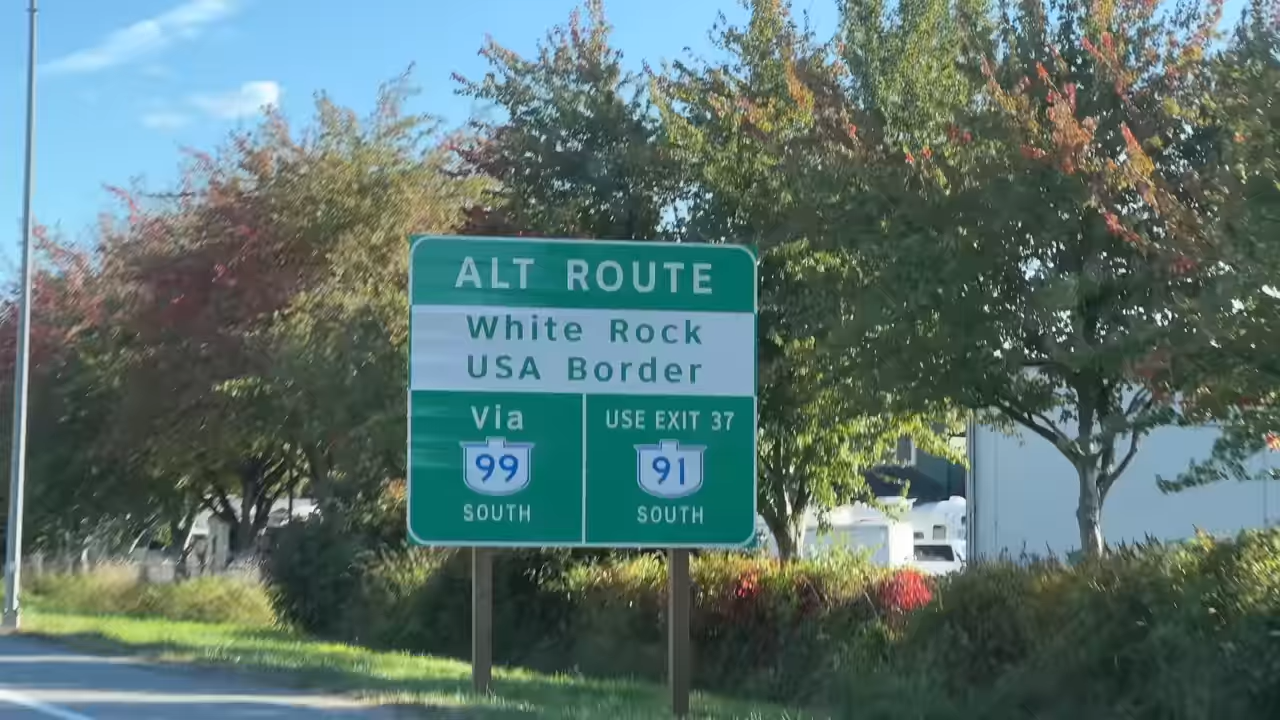 ALT ROUTE
White Rock
USA Border
Via
99
SOUTH
USE EXIT 37
91
SOUTH